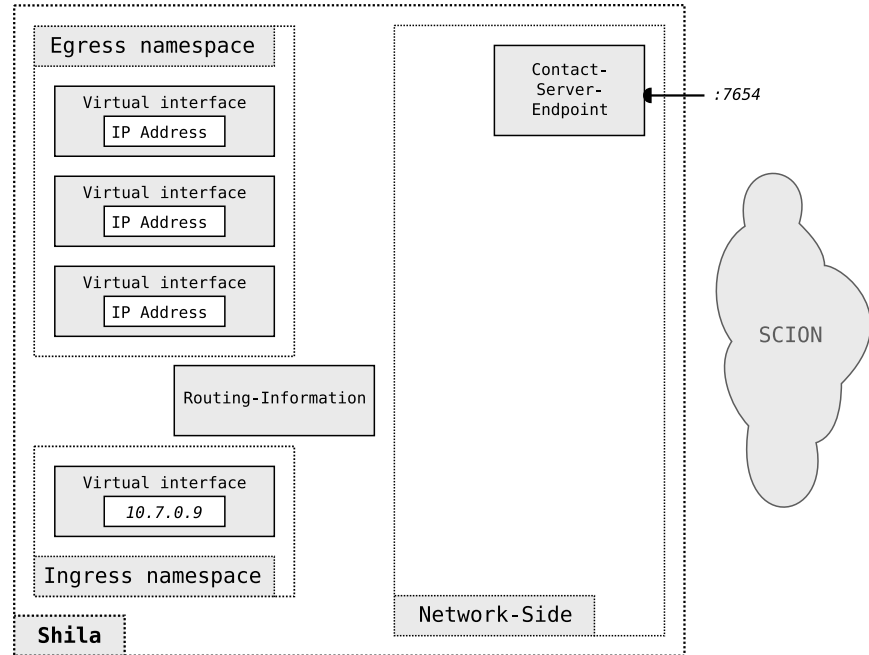 Egress namespace
Virtual interface
IP Address
Virtual interface
IP Address
Virtual interface
IP Address
Routing-Information
Virtual interface
10.7.0.9
Ingress namespace
Shila
Contact-
Server-
Endpoint
:7654
Network-Side
SCION